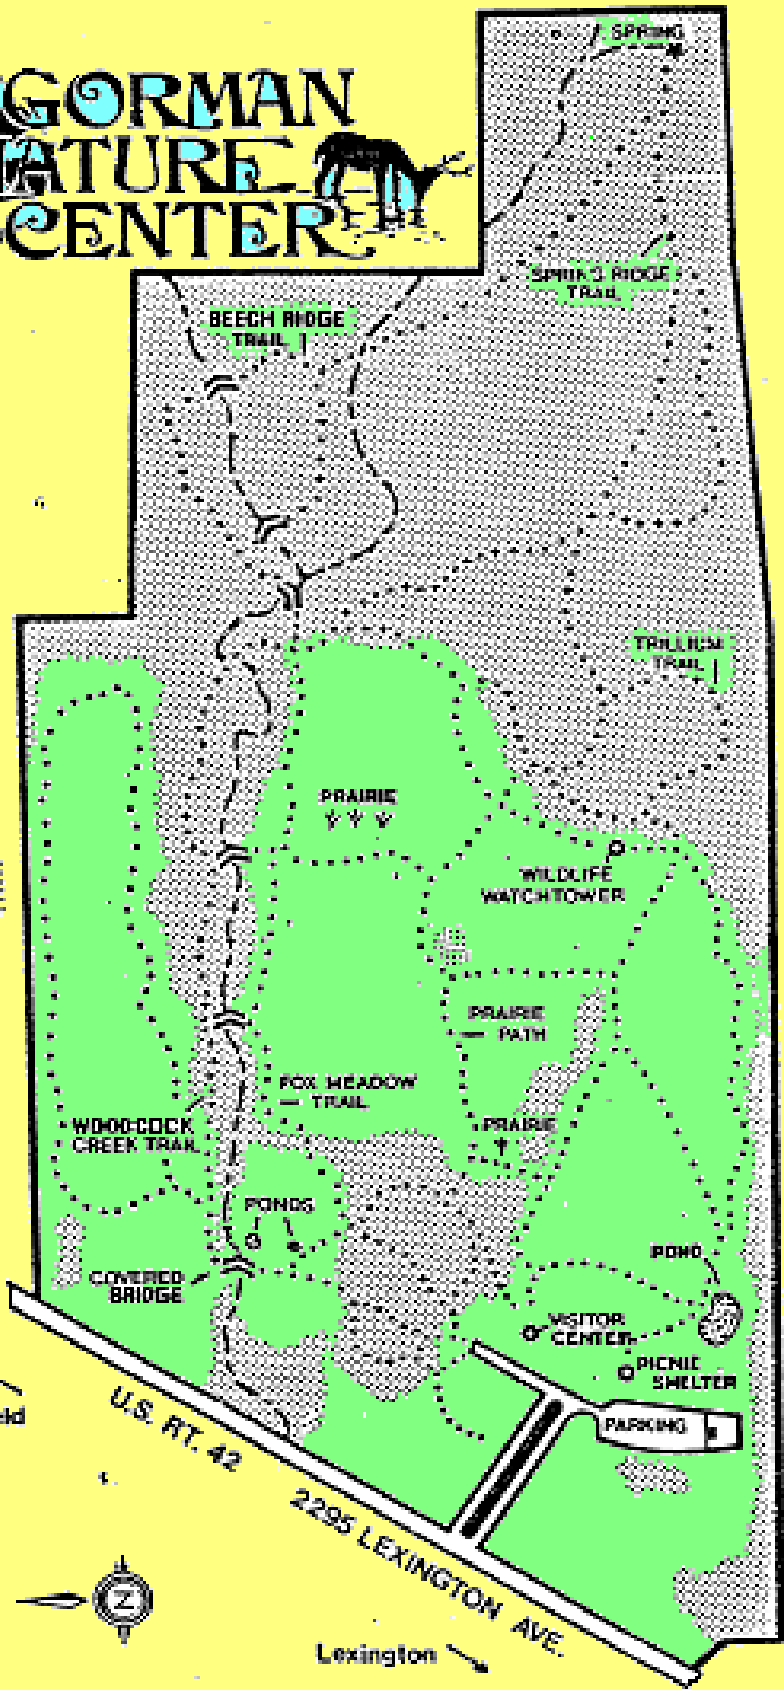 GORMAN
NATURE
CENTER
SPRING
SPRING RIDGE
TRAIL
BEECH RIDGE
TRAIL
TRILLIUM
TRAIL
PRAIRIE
WILDLIFE
WATCHTOWER
PRAIRIE
PATH
FOX MEADOW
TRAIL
PRAIRIE
WOODCOCK
CREEK TRAIL
PONDS
POND
COVERED
BRIDGE
VISITOR
CENTER
PICNIC
SHELTER
PARKING
U.S. RT. 42
2295 LEXINGTON AVE.
N
Lexington